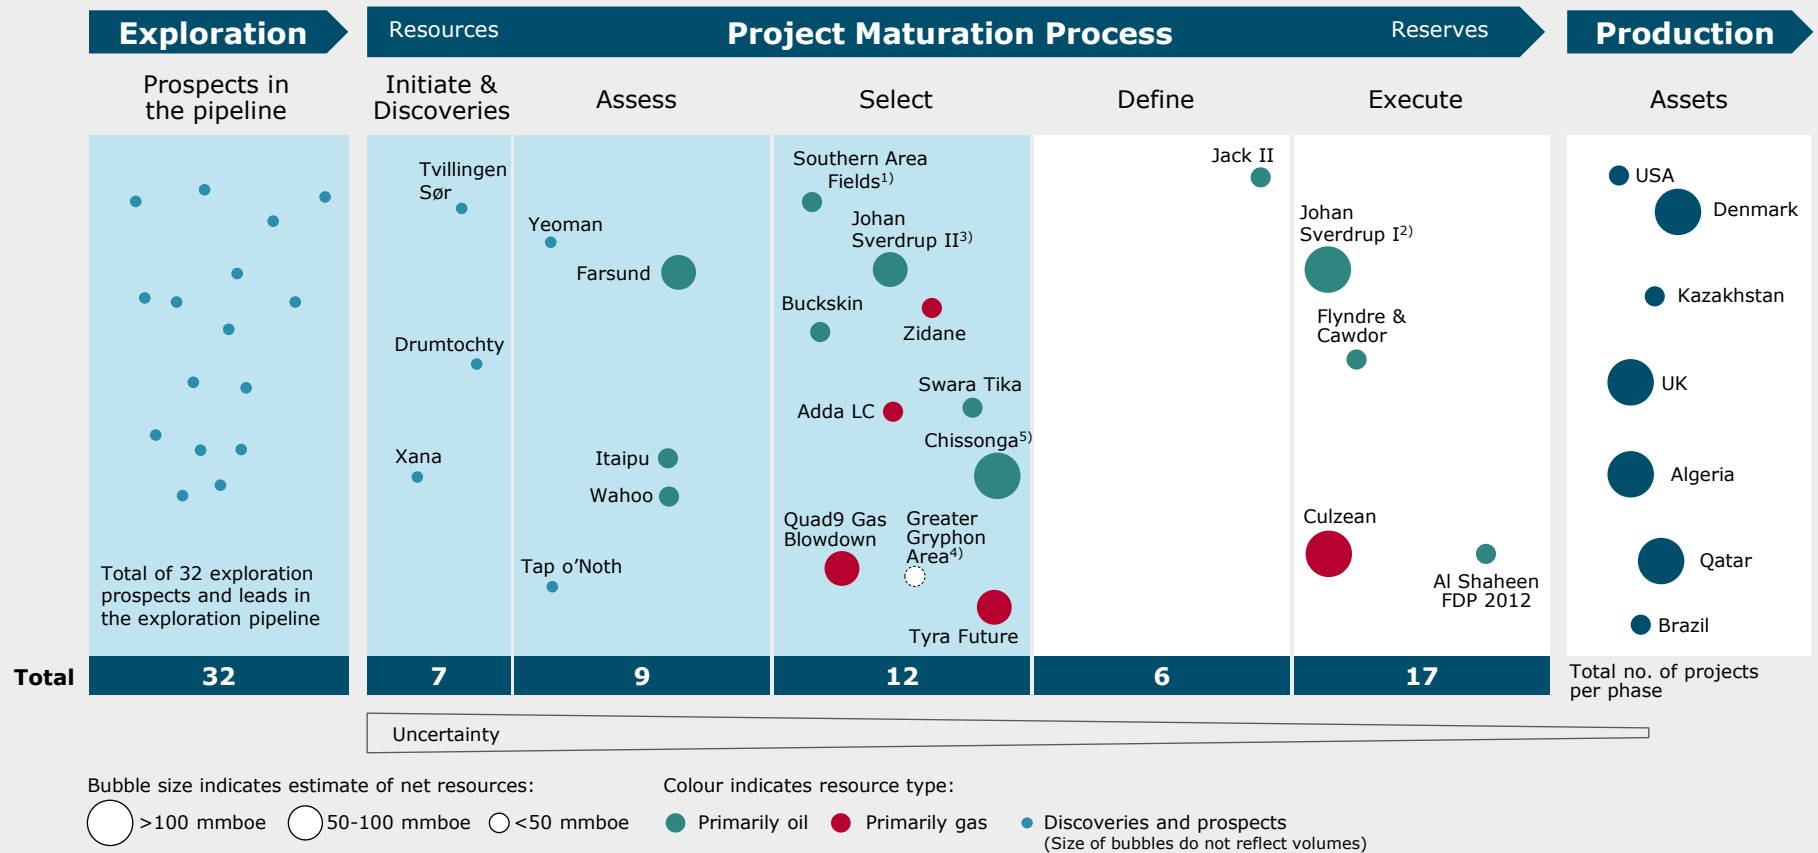 Exploration
Resources
Project Maturation Process
Reserves
Production
Prospects in
the pipeline
Initiate &
Discoveries
Assess
Select
Define
Execute
Assets
Tvillingen
Sør
Drumtochty
Xana
Yeoman
Farsund
Itaipu
Wahoo
Tap o’Noth
Southern Area
Fields1)
Johan
Sverdrup II3)
Buckskin
Zidane
Swara Tika
Adda LC
Chissonga5)
Quad9 Gas
Blowdown
Greater
Gryphon
Area4)
Tyra Future
Jack II
Johan
Sverdrup I2)
Flyndre &
Cawdor
Culzean
Al Shaheen
FDP 2012
USA
Denmark
Kazakhstan
UK
Algeria
Qatar
Brazil
Total of 32 exploration
prospects and leads in
the exploration pipeline
Total
32
7
9
12
6
17
Total no. of projects
per phase
Uncertainty
Bubble size indicates estimate of net resources:
>100 mmboe
50-100 mmboe
<50 mmboe
Colour indicates resource type:
Primarily oil
Primarily gas
Discoveries and prospects
(Size of bubbles do not reflect volumes)